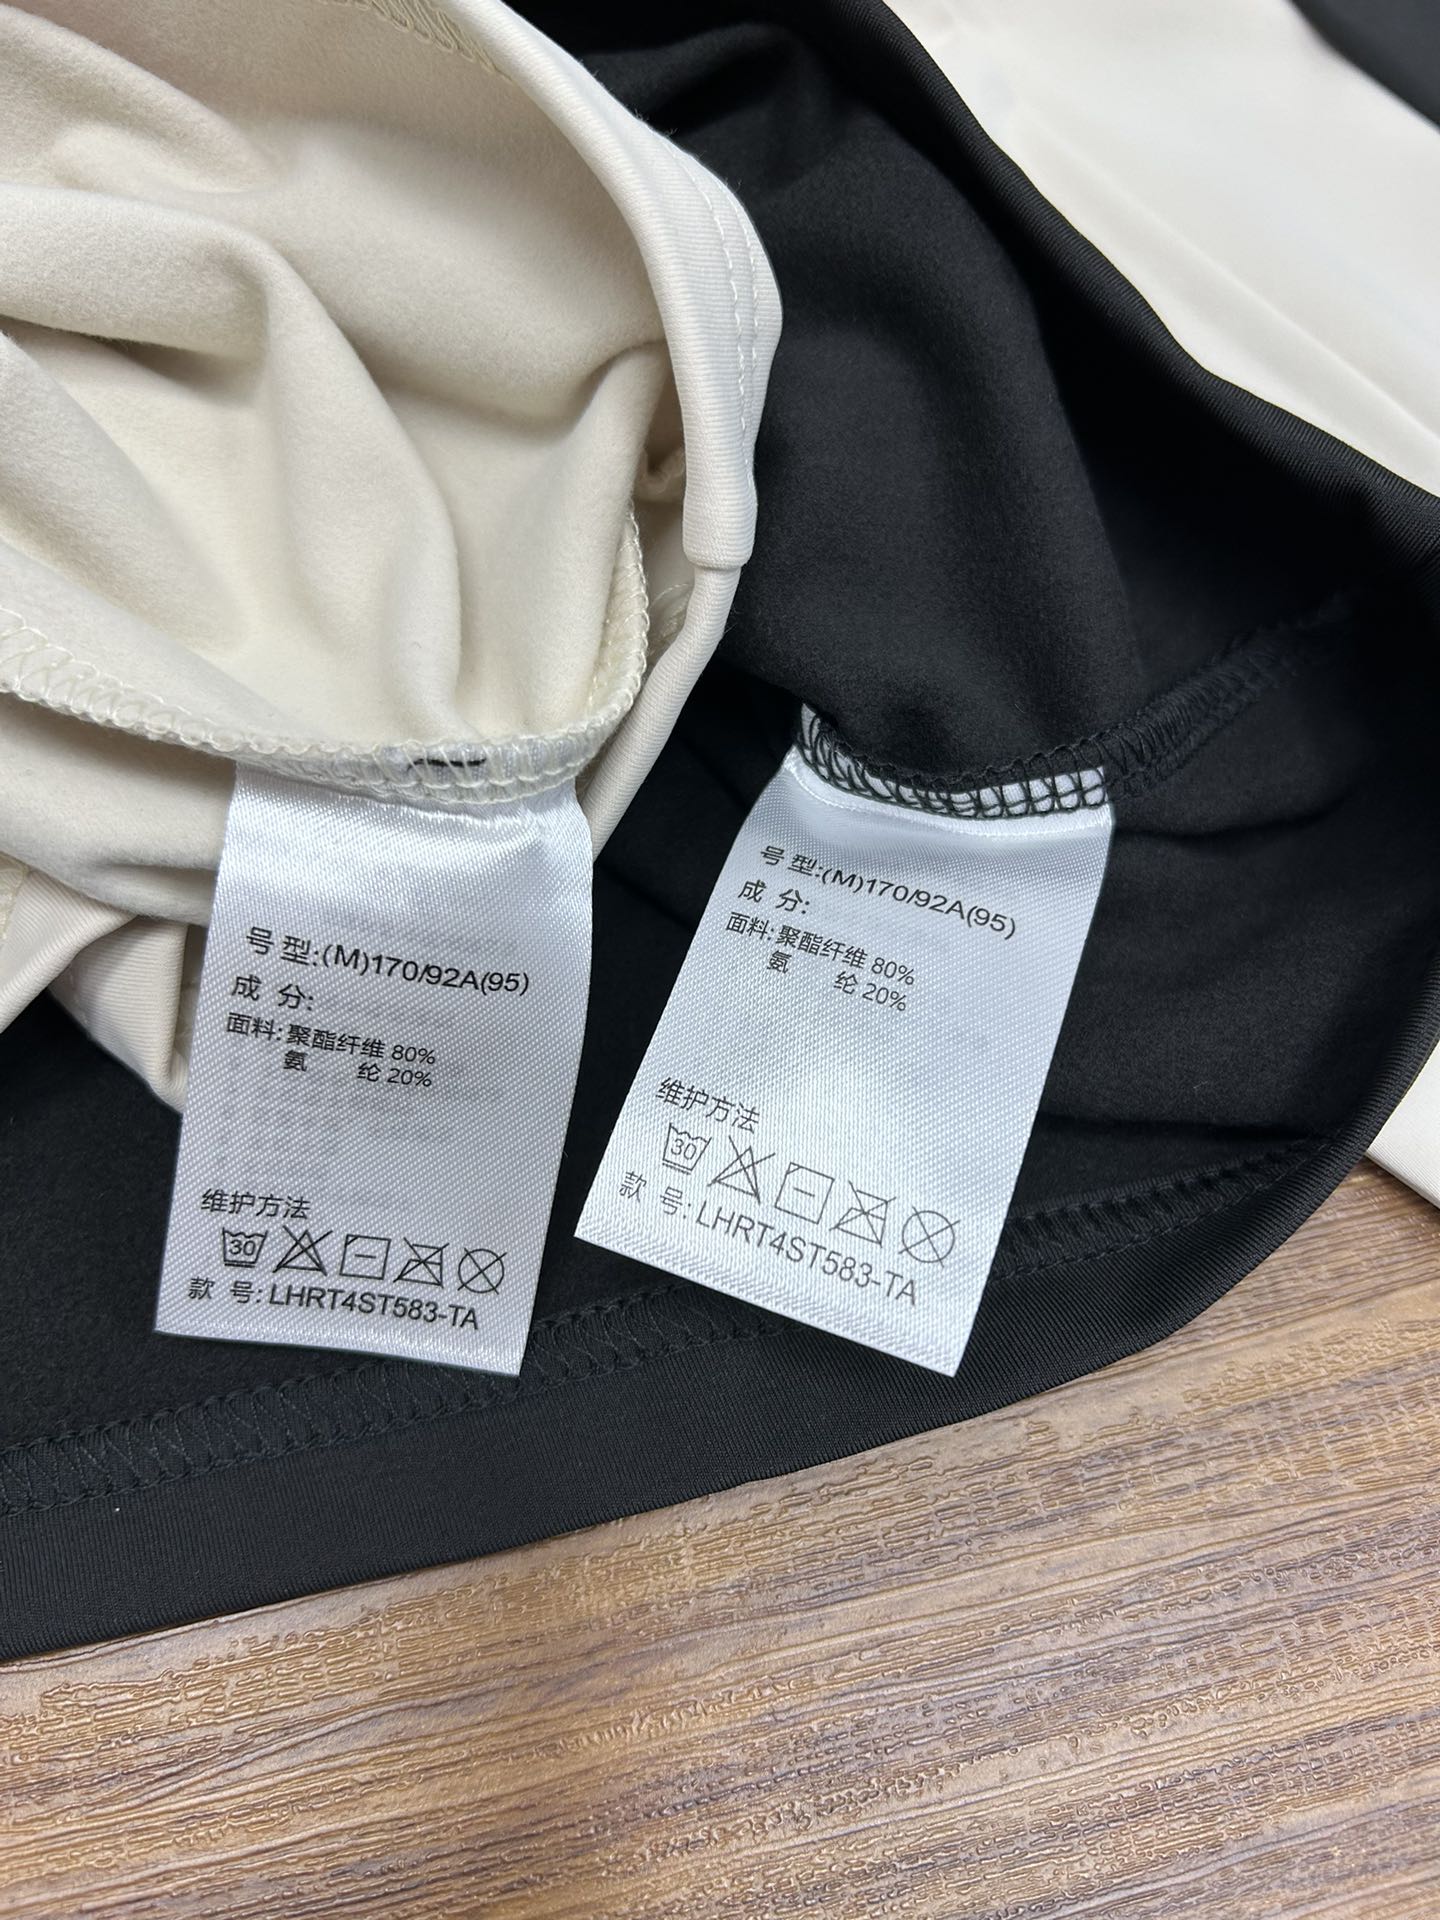 号 型:(M)170/92A(95)
成 分:
面料:聚酯纤维 80%
氨 纶 20%
维护方法
30
款 号:LHRT4ST583-TA
号 型:(M)170/92A(95)
成 分:
面料:聚酯纤维 80%
氨 纶 20%
维护方法
30
款 号:LHRT4ST583-TA